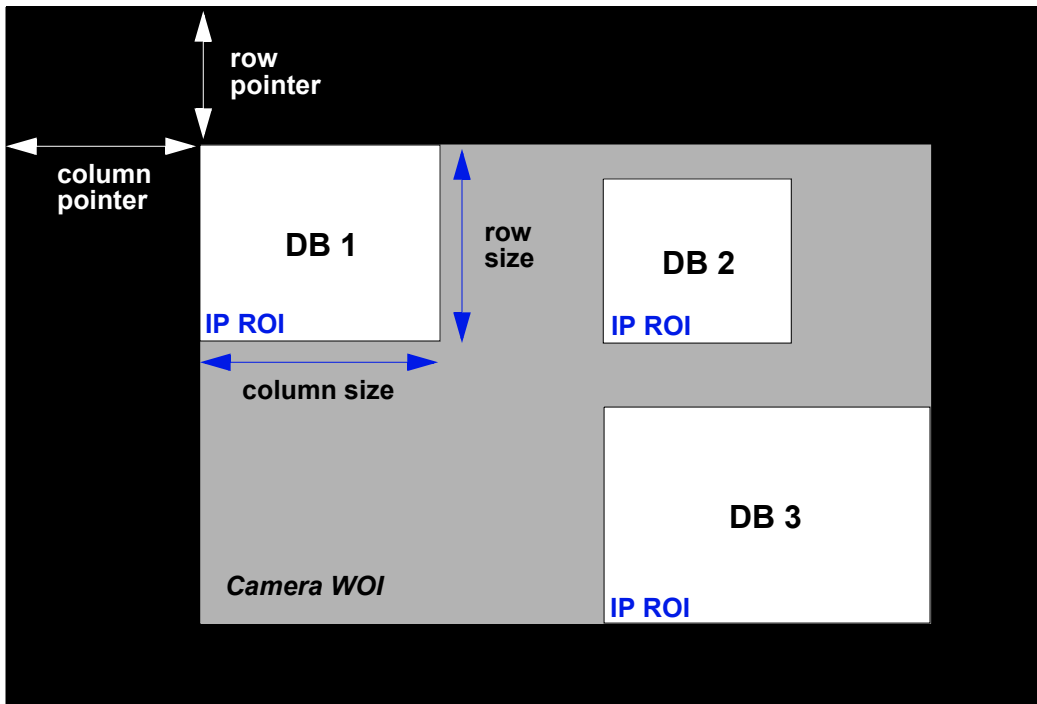 row
pointer
column
pointer
DB 1
row
size
DB 2
IP ROI
IP ROI
column size
DB 3
Camera WOI
IP ROI